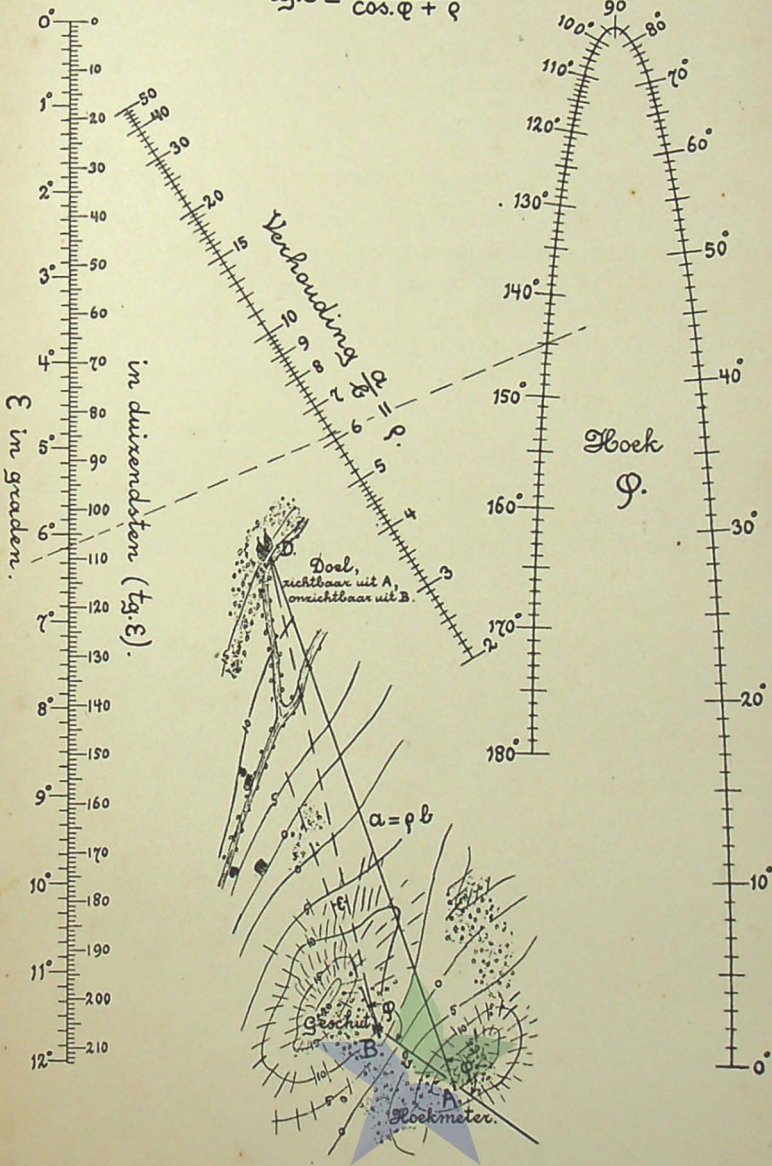 cos.φ + ρ
0° 1° 2° 3° 4° 5° 6° 7° 8° 9° 10° 11° 12°
0 10 20 30 40 50 60 70 80 90 100 110 120 130 140 150 160 170 180 190 200 210
ε in graden.
in duizendsten (tg.ε).
50 40 30 20 15 10 9 8 7 6 5 4 3 2
Verhouding a/b = ρ.
90°
100° 110° 120° 130° 140° 150° 160° 170° 180°
80° 70° 60° 50° 40° 30° 20° 10° 0°
Hoek
φ.
D.
Doel,
zichtbaar uit A,
onzichtbaar uit B.
a = ρ b
ε
φ
Geschut
B
b
φ
A.
Hoekmeter.